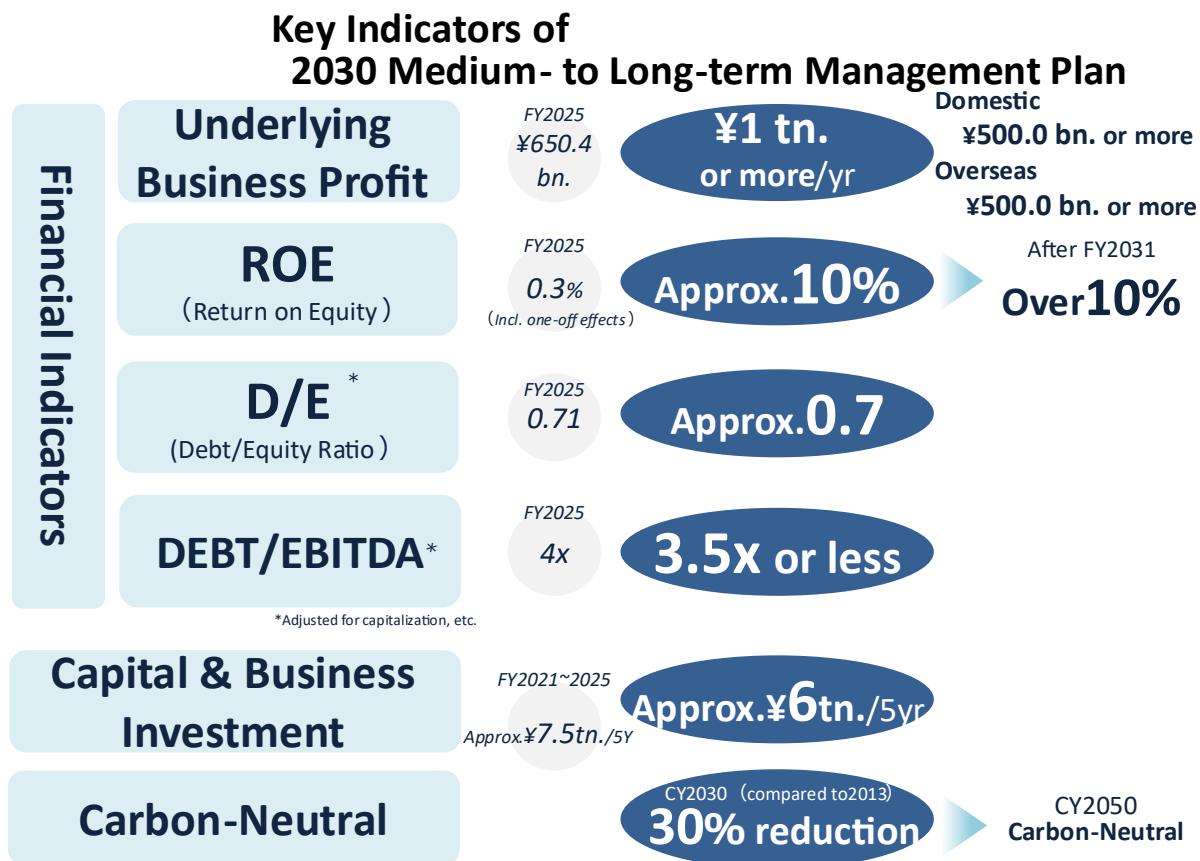 Key Indicators of
2030 Medium- to Long-term Management Plan
Financial Indicators
Underlying
Business Profit
FY2025
¥650.4
bn.
¥1 tn.
or more/yr
Domestic
¥500.0 bn. or more
Overseas
¥500.0 bn. or more
ROE
（Return on Equity）
FY2025
0.3%
（Incl. one-off effects）
Approx.10%
After FY2031
Over10%
D/E *
(Debt/Equity Ratio）
FY2025
0.71
Approx.0.7
DEBT/EBITDA*
FY2025
4x
3.5x or less
*Adjusted for capitalization, etc.
Capital & Business
Investment
FY2021~2025
Approx.¥7.5tn./5Y
Approx.¥6tn./5yr
Carbon-Neutral
CY2030（compared to2013)
30% reduction
CY2050
Carbon-Neutral